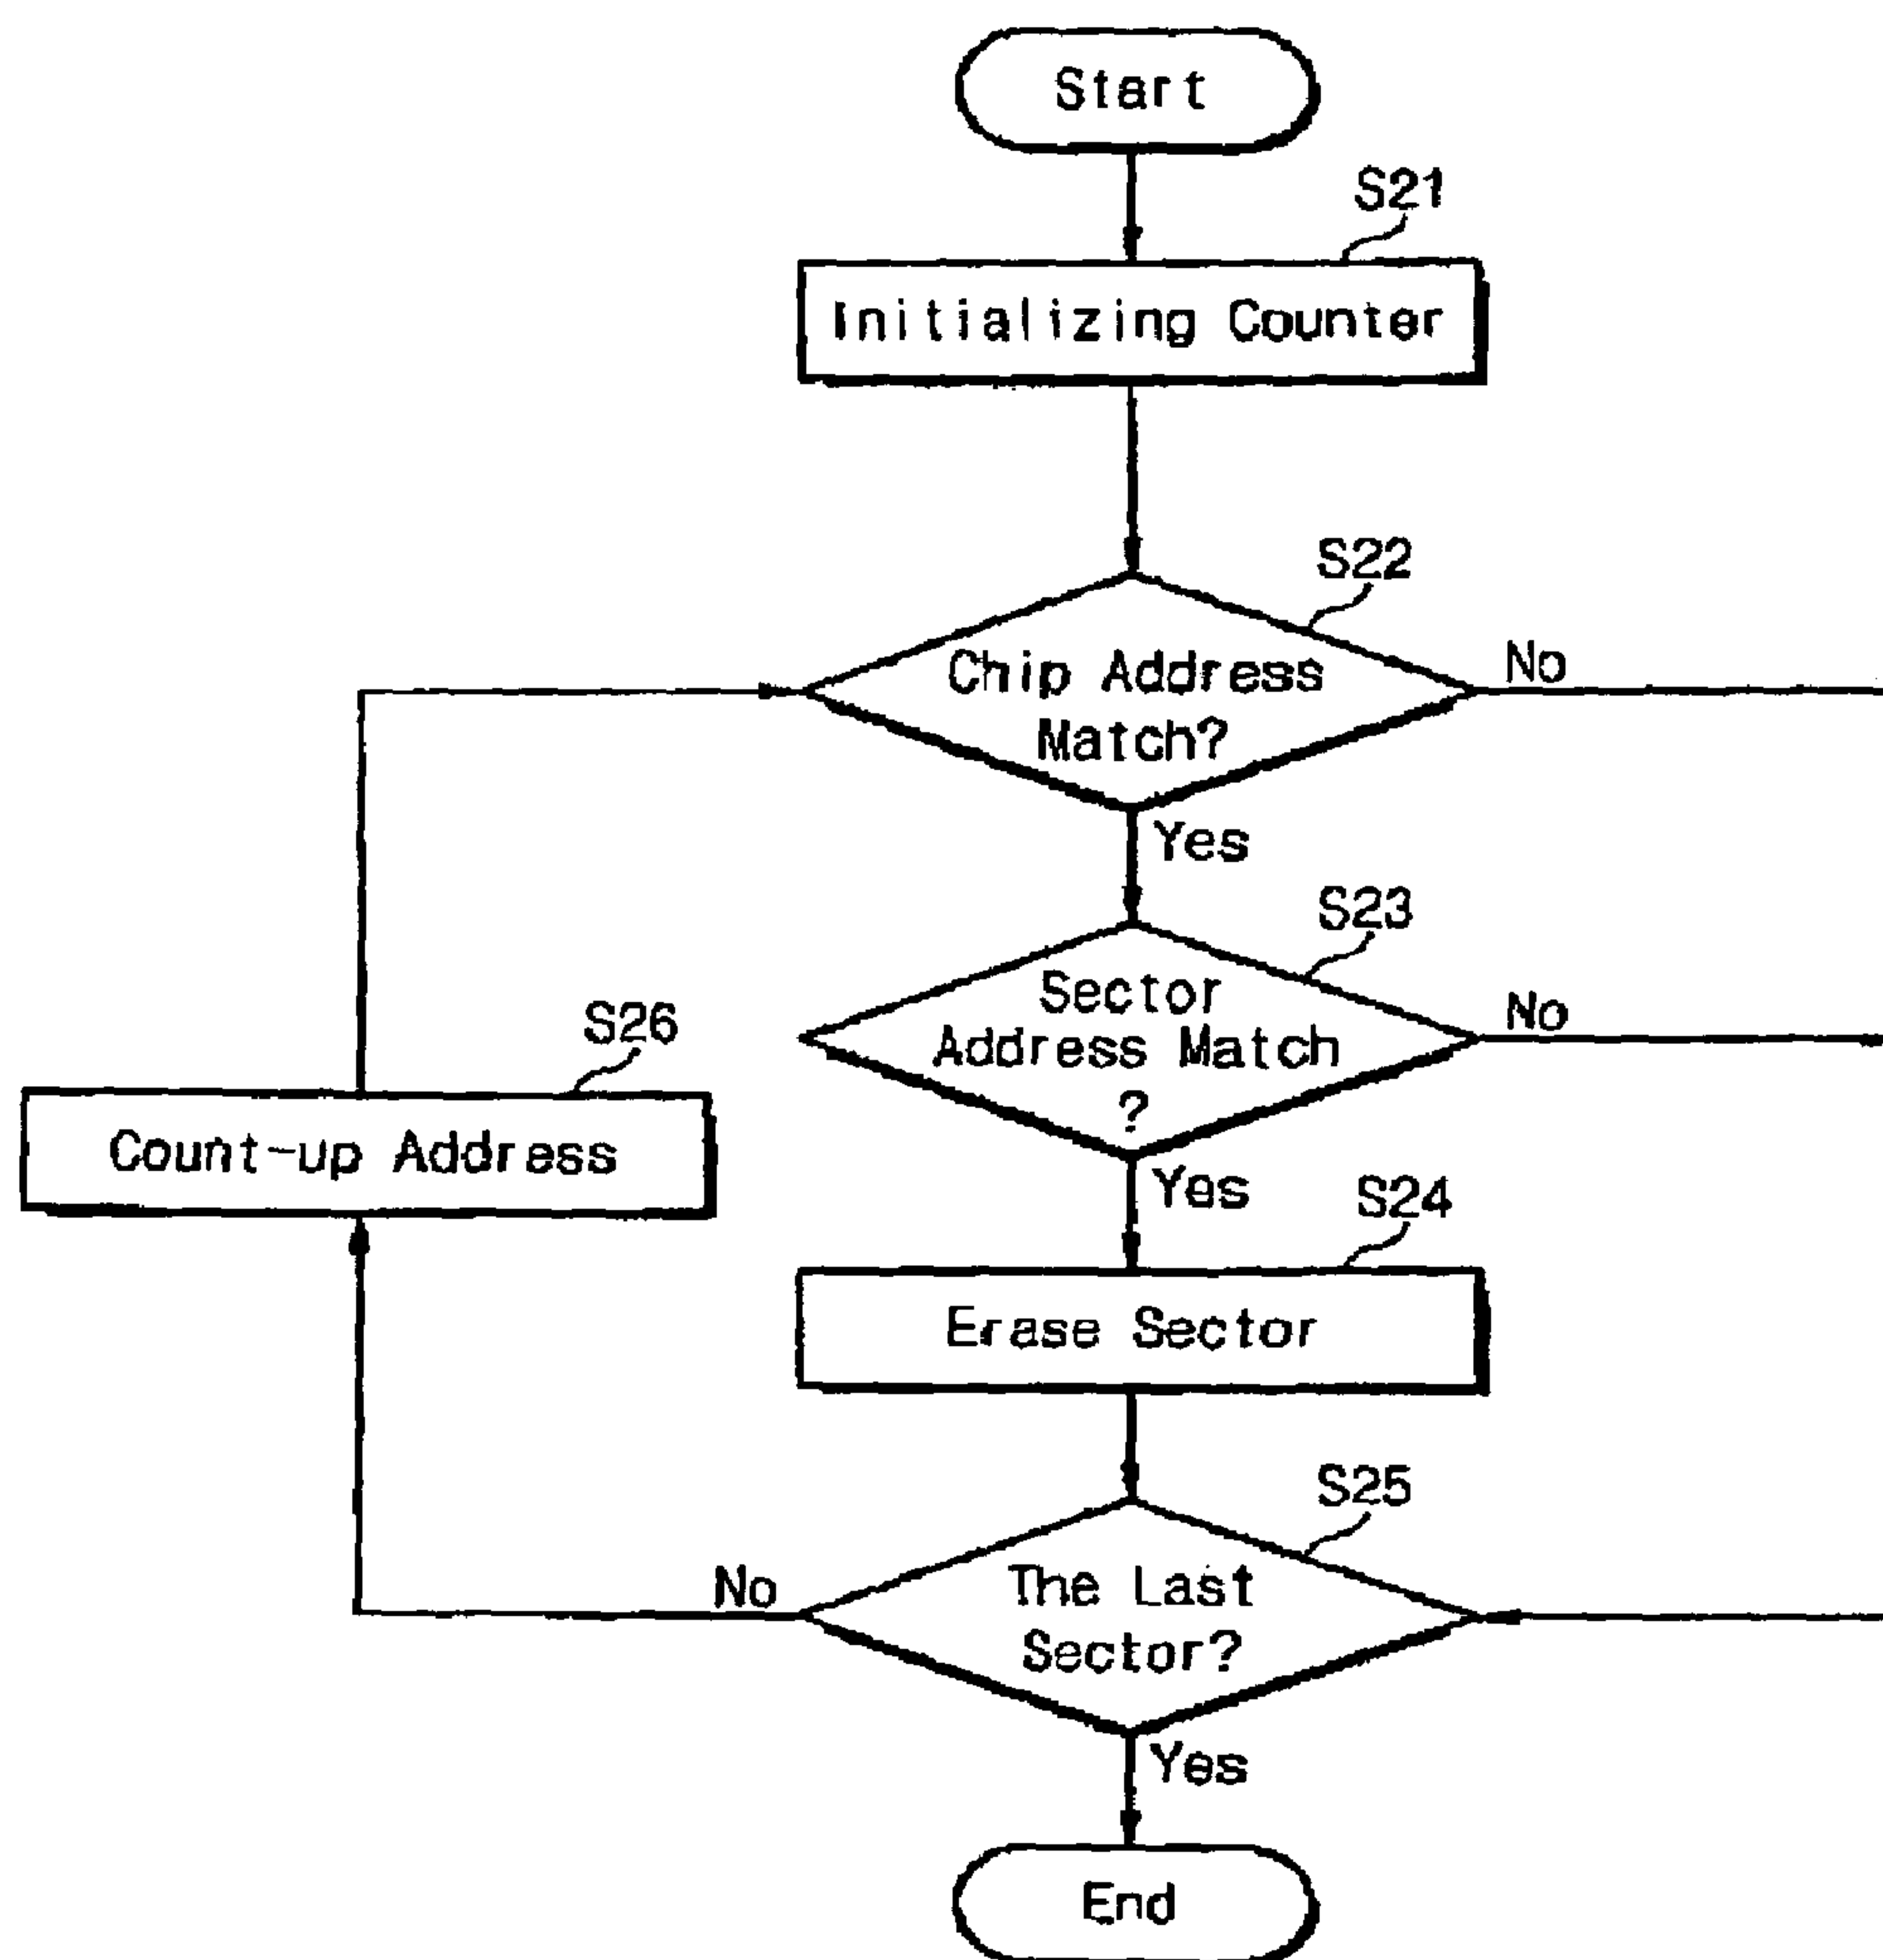 Start
S21
Initializing Counter
S22
Chip Address
Match?
No
Yes
S23
Sector
Address Match
?
No
Yes
S26
Count-up Address
S24
Erase Sector
S25
The Last
Sector?
No
Yes
End